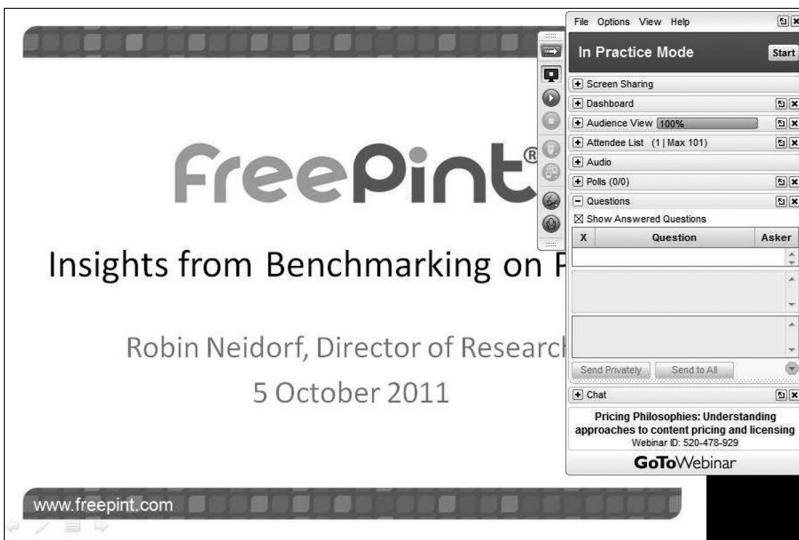 FreePint®
Insights from Benchmarking on P
Robin Neidorf, Director of Research
5 October 2011
www.freepint.com
File Options View Help
In Practice Mode
Start
Screen Sharing
Dashboard
Audience View 100%
Attendee List (1 | Max 101)
Audio
Polls (0/0)
Questions
Show Answered Questions
X Question Asker
Send Privately Send to All
Chat
Pricing Philosophies: Understanding
approaches to content pricing and licensing
Webinar ID: 520-478-929
GoToWebinar